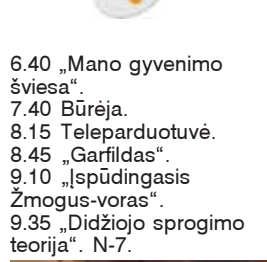 6.40 „Mano gyvenimo
šviesa“.
7.40 Būrėja.
8.15 Teleparduotuvė.
8.45 „Garfildas“.
9.10 „Įspūdingasis
Žmogus-voras“.
9.35 „Didžiojo sprogimo
teorija“. N-7.